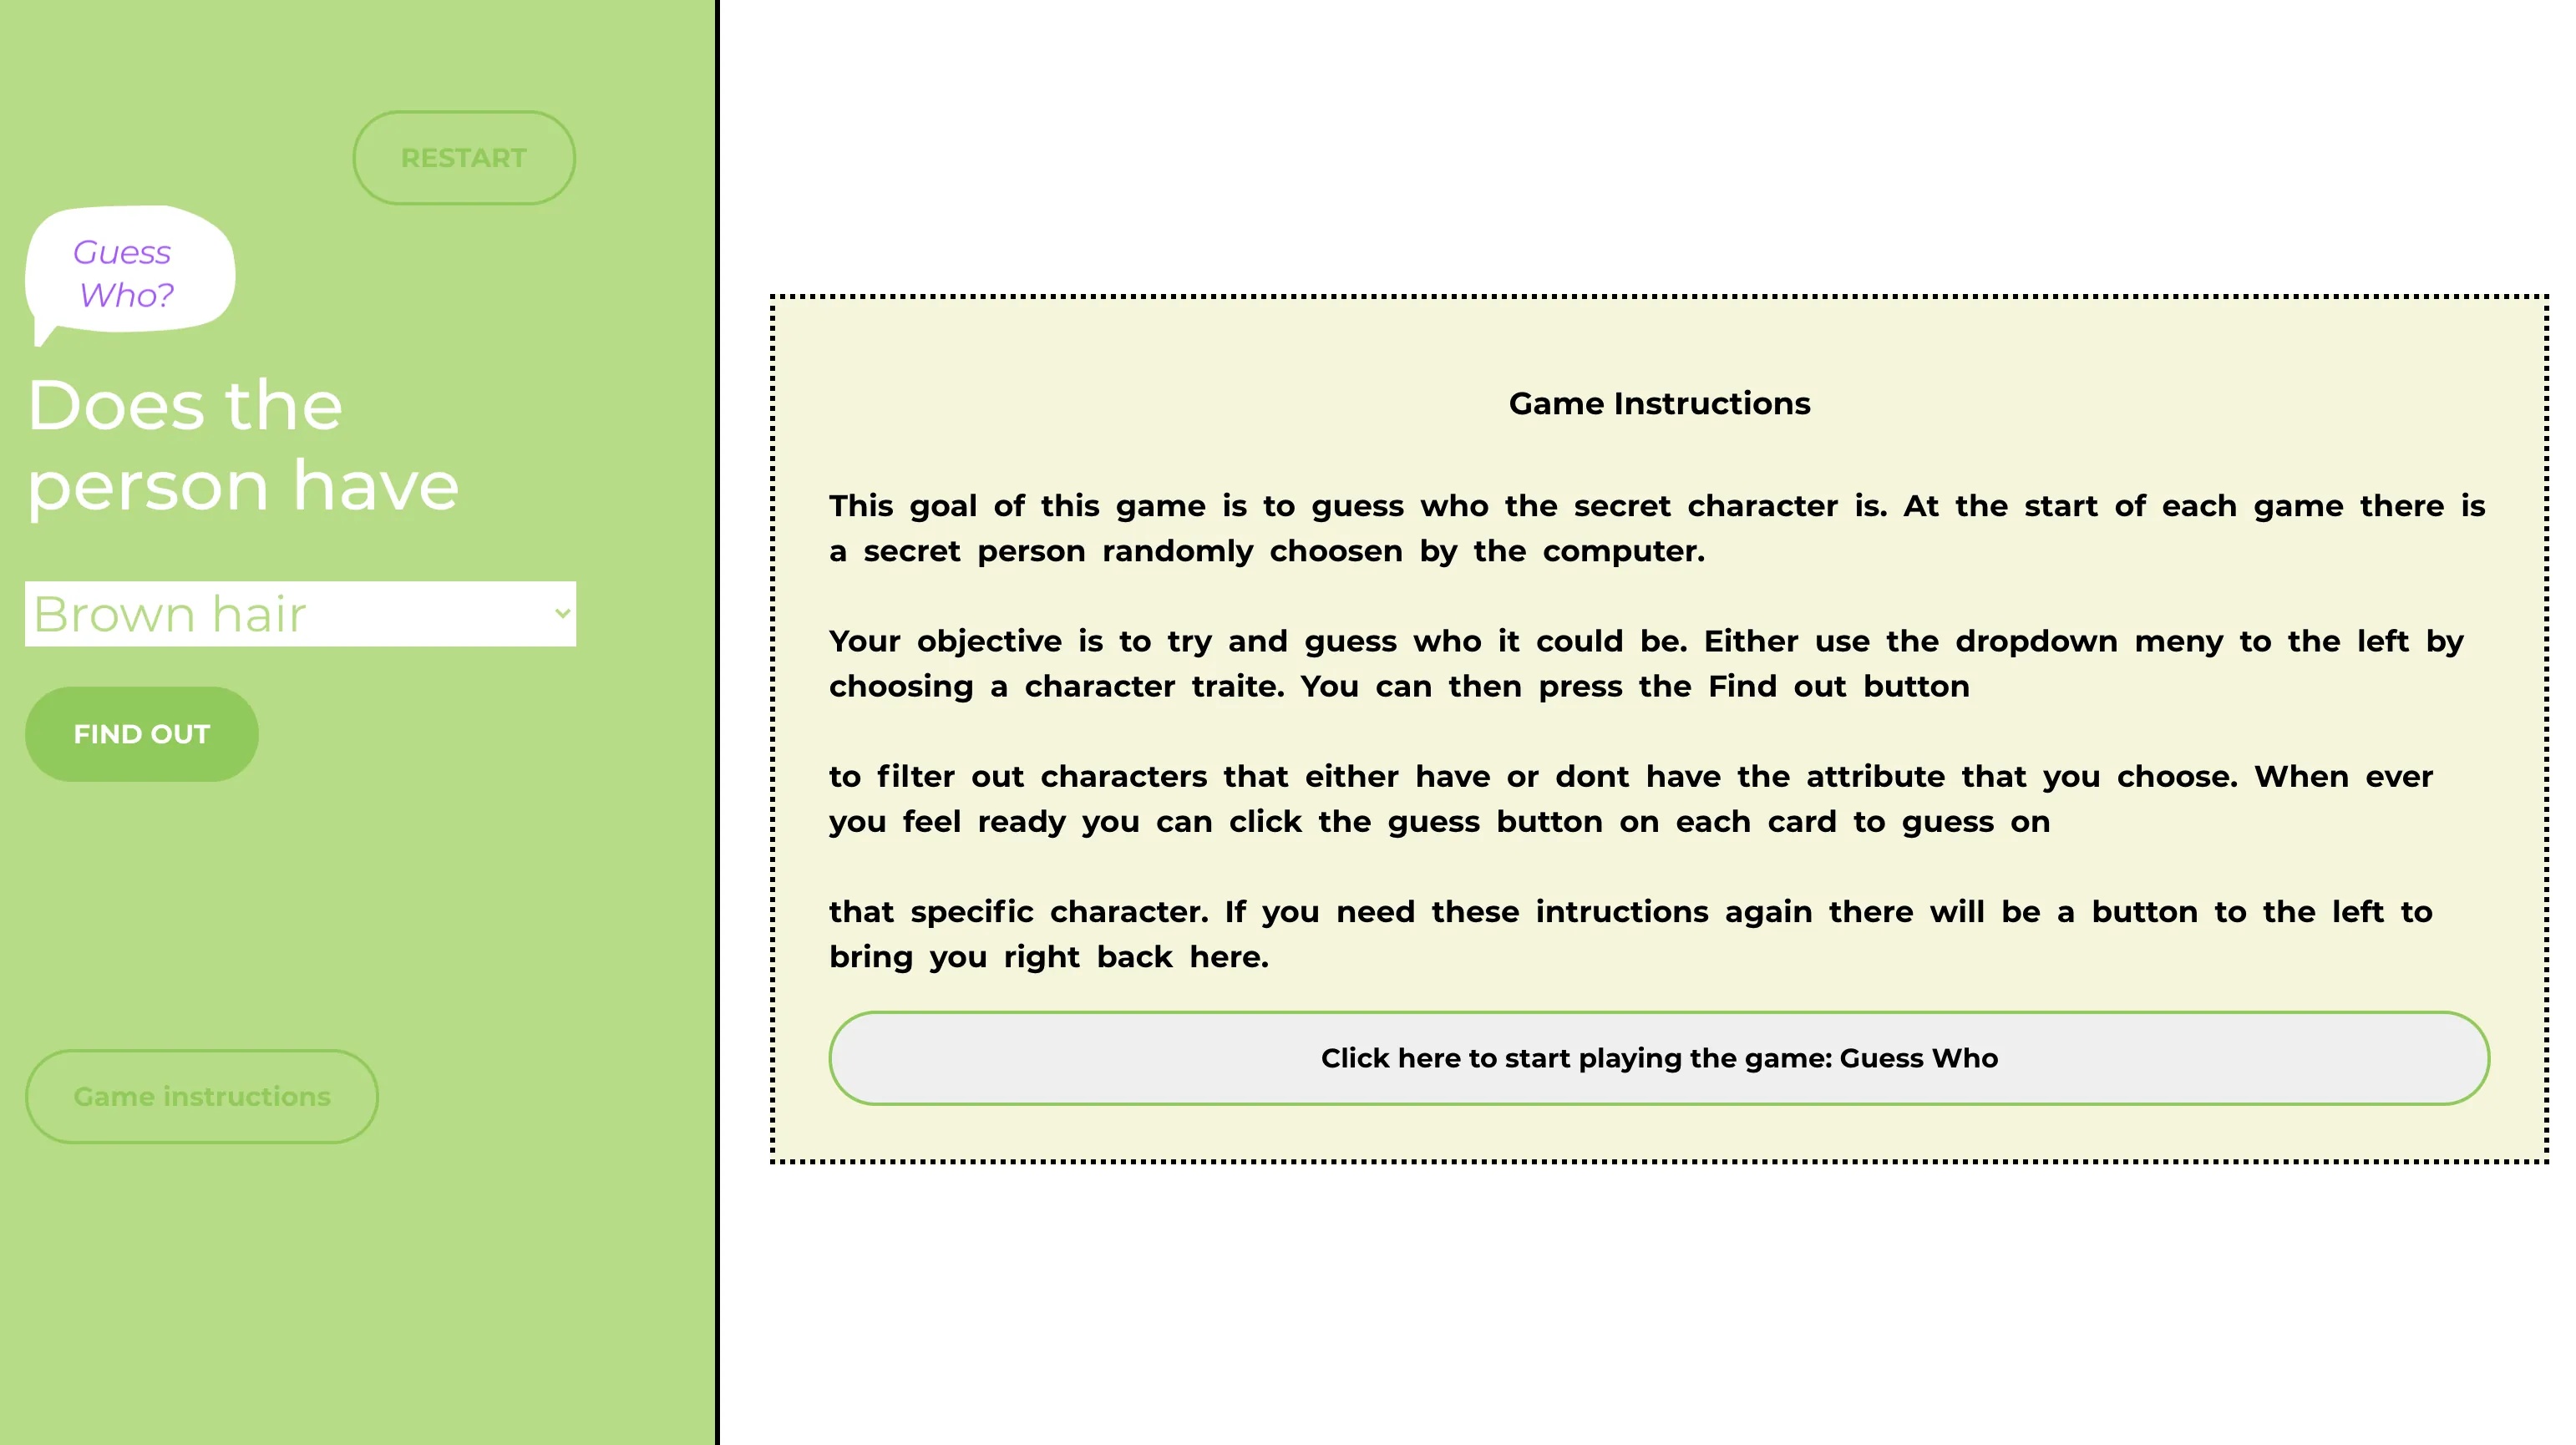 RESTART
Guess
Who?
Does the
person have
Brown hair
FIND OUT
Game instructions
Game Instructions
This goal of this game is to guess who the secret character is. At the start of each game there is
a secret person randomly choosen by the computer.
Your objective is to try and guess who it could be. Either use the dropdown meny to the left by
choosing a character traite. You can then press the Find out button
to filter out characters that either have or dont have the attribute that you choose. When ever
you feel ready you can click the guess button on each card to guess on
that specific character. If you need these intructions again there will be a button to the left to
bring you right back here.
Click here to start playing the game: Guess Who